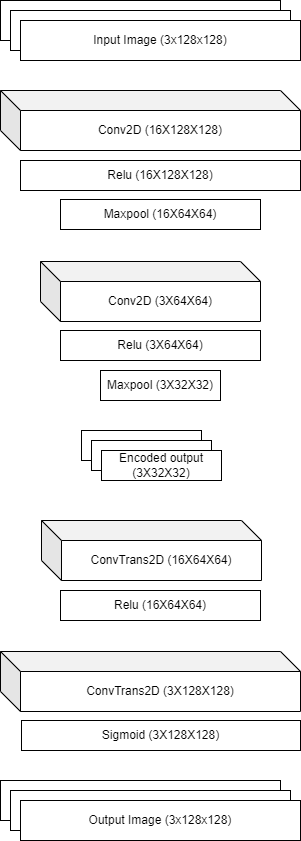 Input Image (3x128x128)
Conv2D (16X128X128)
Relu (16X128X128)
Maxpool (16X64X64)
Conv2D (3X64X64)
Relu (3X64X64)
Maxpool (3X32X32)
Encoded output
(3X32X32)
ConvTrans2D (16X64X64)
Relu (16X64X64)
ConvTrans2D (3X128X128)
Sigmoid (3X128X128)
Output Image (3x128x128)